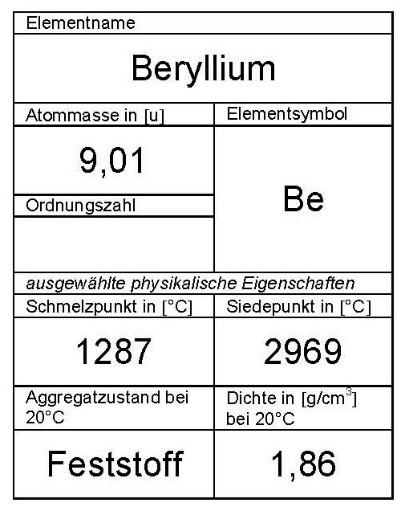 Elementname
Beryllium
Atommasse in [u]
Elementsymbol
9,01
Be
Ordnungszahl
ausgewählte physikalische Eigenschaften
Schmelzpunkt in [°C]
Siedepunkt in [°C]
1287
2969
Aggregatzustand bei
20°C
Dichte in [g/cm³]
bei 20°C
Feststoff
1,86